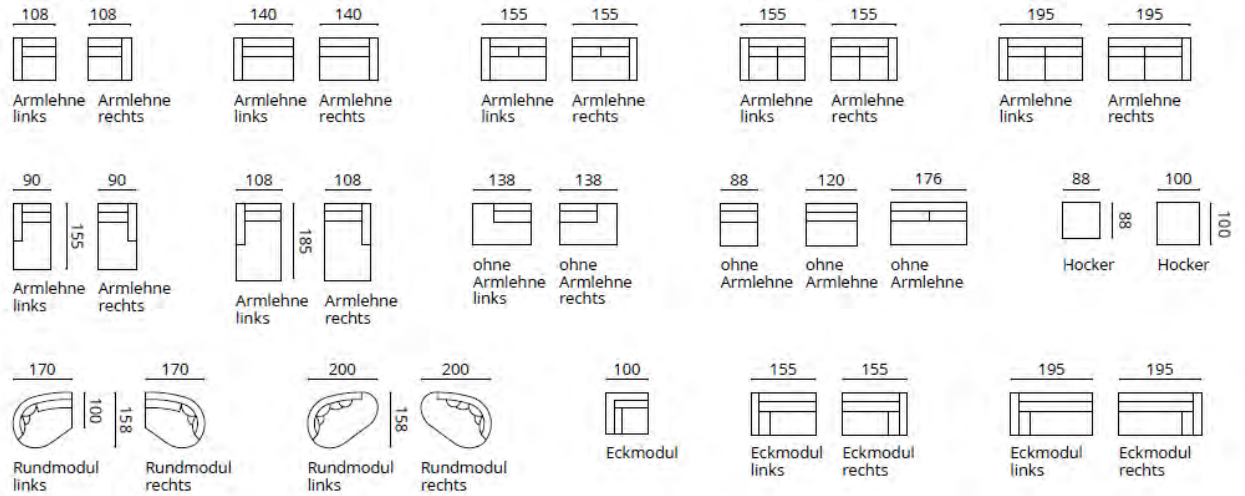 108 108 140 140 155 155 155 155 195 195
Armlehne Armlehne Armlehne Armlehne Armlehne Armlehne Armlehne Armlehne Armlehne Armlehne
links rechts links rechts links rechts links rechts links rechts
90 90 108 108 138 138 88 120 176 88 100
155 185 88 100
ohne ohne ohne ohne ohne Hocker Hocker
Armlehne Armlehne Armlehne Armlehne Armlehne Armlehne Armlehne
links rechts Armlehne Armlehne links rechts
links rechts
170 170 200 200 100 155 155 195 195
100 158 158
Eckmodul Eckmodul Eckmodul Eckmodul Eckmodul
Rundmodul Rundmodul Rundmodul Rundmodul links rechts links rechts
links rechts links rechts